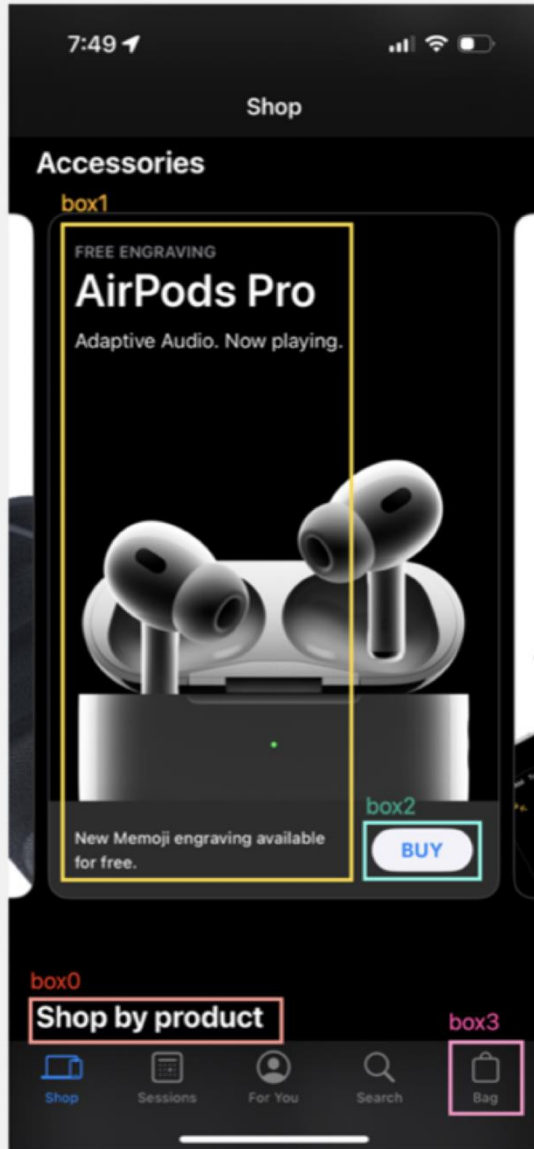 7:49
Shop
Accessories
box1
FREE ENGRAVING
AirPods Pro
Adaptive Audio. Now playing.
box2
New Memoji engraving available
for free.
BUY
box0
Shop by product
box3
Shop
Sessions
For You
Search
Bag